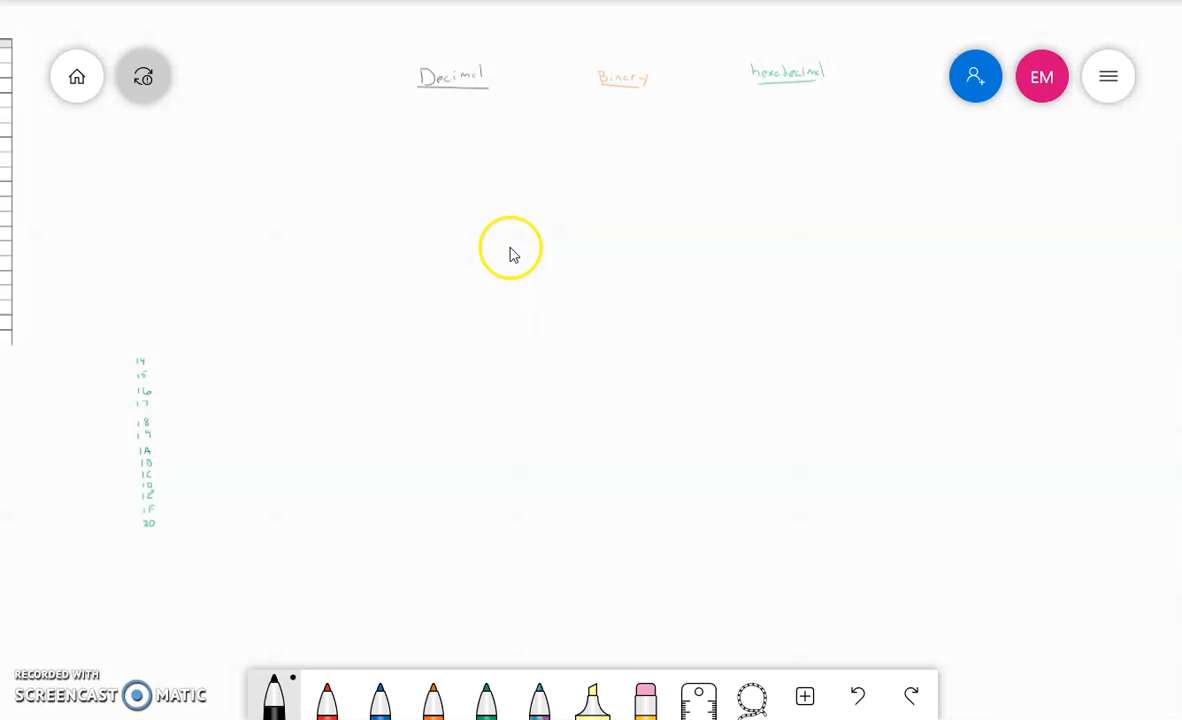 Decimal
Binary
hexadecimal
EM
14
15
16
17
18
19
1A
1B
1C
1D
1E
1F
20
RECORDED WITH
SCREENCAST MATIC